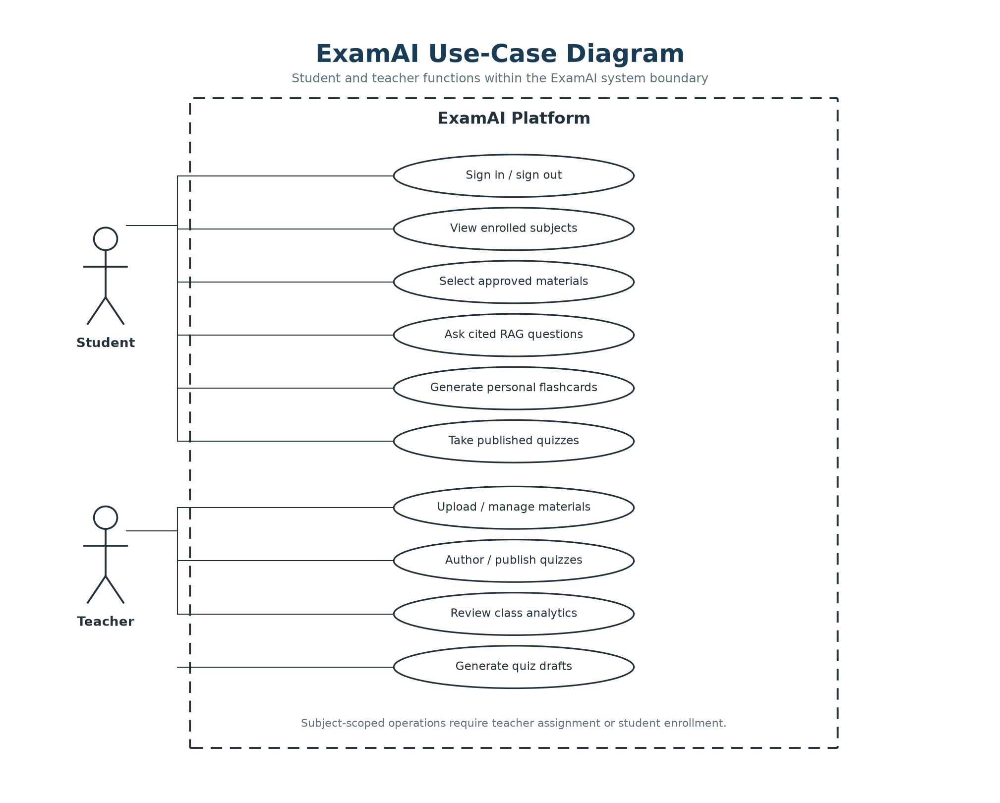 ExamAI Use-Case Diagram
Student and teacher functions within the ExamAI system boundary
ExamAI Platform
Sign in / sign out
View enrolled subjects
Select approved materials
Ask cited RAG questions
Student
Generate personal flashcards
Take published quizzes
Upload / manage materials
Author / publish quizzes
Review class analytics
Teacher
Generate quiz drafts
Subject-scoped operations require teacher assignment or student enrollment.